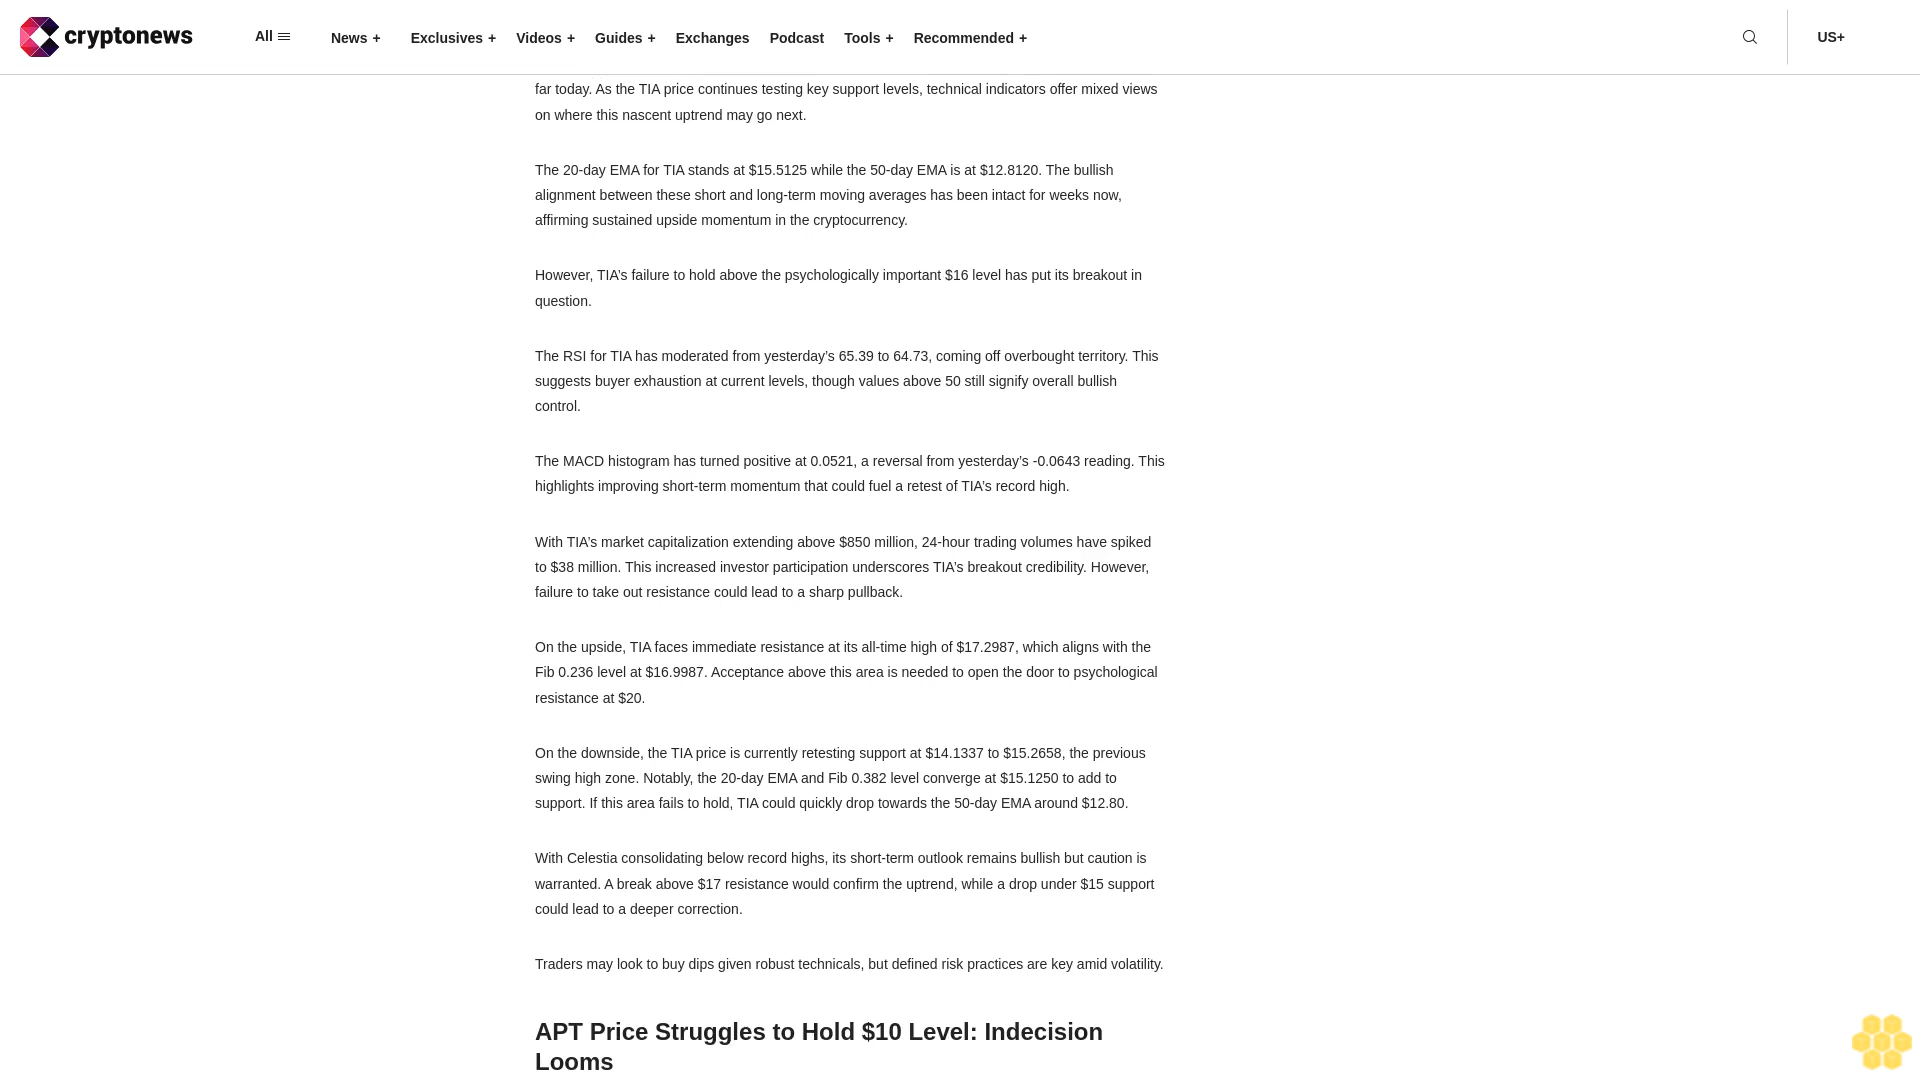 cryptonews
All
News +
Exclusives +
Videos +
Guides +
Exchanges
Podcast
Tools +
Recommended +
US+
far today. As the TIA price continues testing key support levels, technical indicators offer mixed views
on where this nascent uptrend may go next.
The 20-day EMA for TIA stands at $15.5125 while the 50-day EMA is at $12.8120. The bullish
alignment between these short and long-term moving averages has been intact for weeks now,
affirming sustained upside momentum in the cryptocurrency.
However, TIA’s failure to hold above the psychologically important $16 level has put its breakout in
question.
The RSI for TIA has moderated from yesterday’s 65.39 to 64.73, coming off overbought territory. This
suggests buyer exhaustion at current levels, though values above 50 still signify overall bullish
control.
The MACD histogram has turned positive at 0.0521, a reversal from yesterday’s -0.0643 reading. This
highlights improving short-term momentum that could fuel a retest of TIA’s record high.
With TIA’s market capitalization extending above $850 million, 24-hour trading volumes have spiked
to $38 million. This increased investor participation underscores TIA’s breakout credibility. However,
failure to take out resistance could lead to a sharp pullback.
On the upside, TIA faces immediate resistance at its all-time high of $17.2987, which aligns with the
Fib 0.236 level at $16.9987. Acceptance above this area is needed to open the door to psychological
resistance at $20.
On the downside, the TIA price is currently retesting support at $14.1337 to $15.2658, the previous
swing high zone. Notably, the 20-day EMA and Fib 0.382 level converge at $15.1250 to add to
support. If this area fails to hold, TIA could quickly drop towards the 50-day EMA around $12.80.
With Celestia consolidating below record highs, its short-term outlook remains bullish but caution is
warranted. A break above $17 resistance would confirm the uptrend, while a drop under $15 support
could lead to a deeper correction.
Traders may look to buy dips given robust technicals, but defined risk practices are key amid volatility.
APT Price Struggles to Hold $10 Level: Indecision
Looms